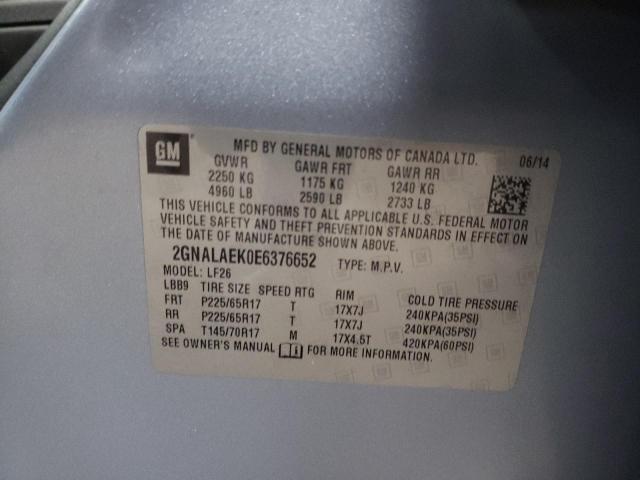 GM
MFD BY GENERAL MOTORS OF CANADA LTD. 06/14
GVWR GAWR FRT GAWR RR
2250 KG 1175 KG 1240 KG
4960 LB 2590 LB 2733 LB
THIS VEHICLE CONFORMS TO ALL APPLICABLE U.S. FEDERAL MOTOR
VEHICLE SAFETY AND THEFT PREVENTION STANDARDS IN EFFECT ON
THE DATE OF MANUFACTURE SHOWN ABOVE.
2GNALAEK0E6376652 TYPE: M.P.V.
MODEL: LF26
LBB9 TIRE SIZE SPEED RTG RIM COLD TIRE PRESSURE
FRT P225/65R17 T 17X7J 240KPA(35PSI)
RR P225/65R17 T 17X7J 240KPA(35PSI)
SPA T145/70R17 M 17X4.5T 420KPA(60PSI)
SEE OWNER'S MANUAL FOR MORE INFORMATION.